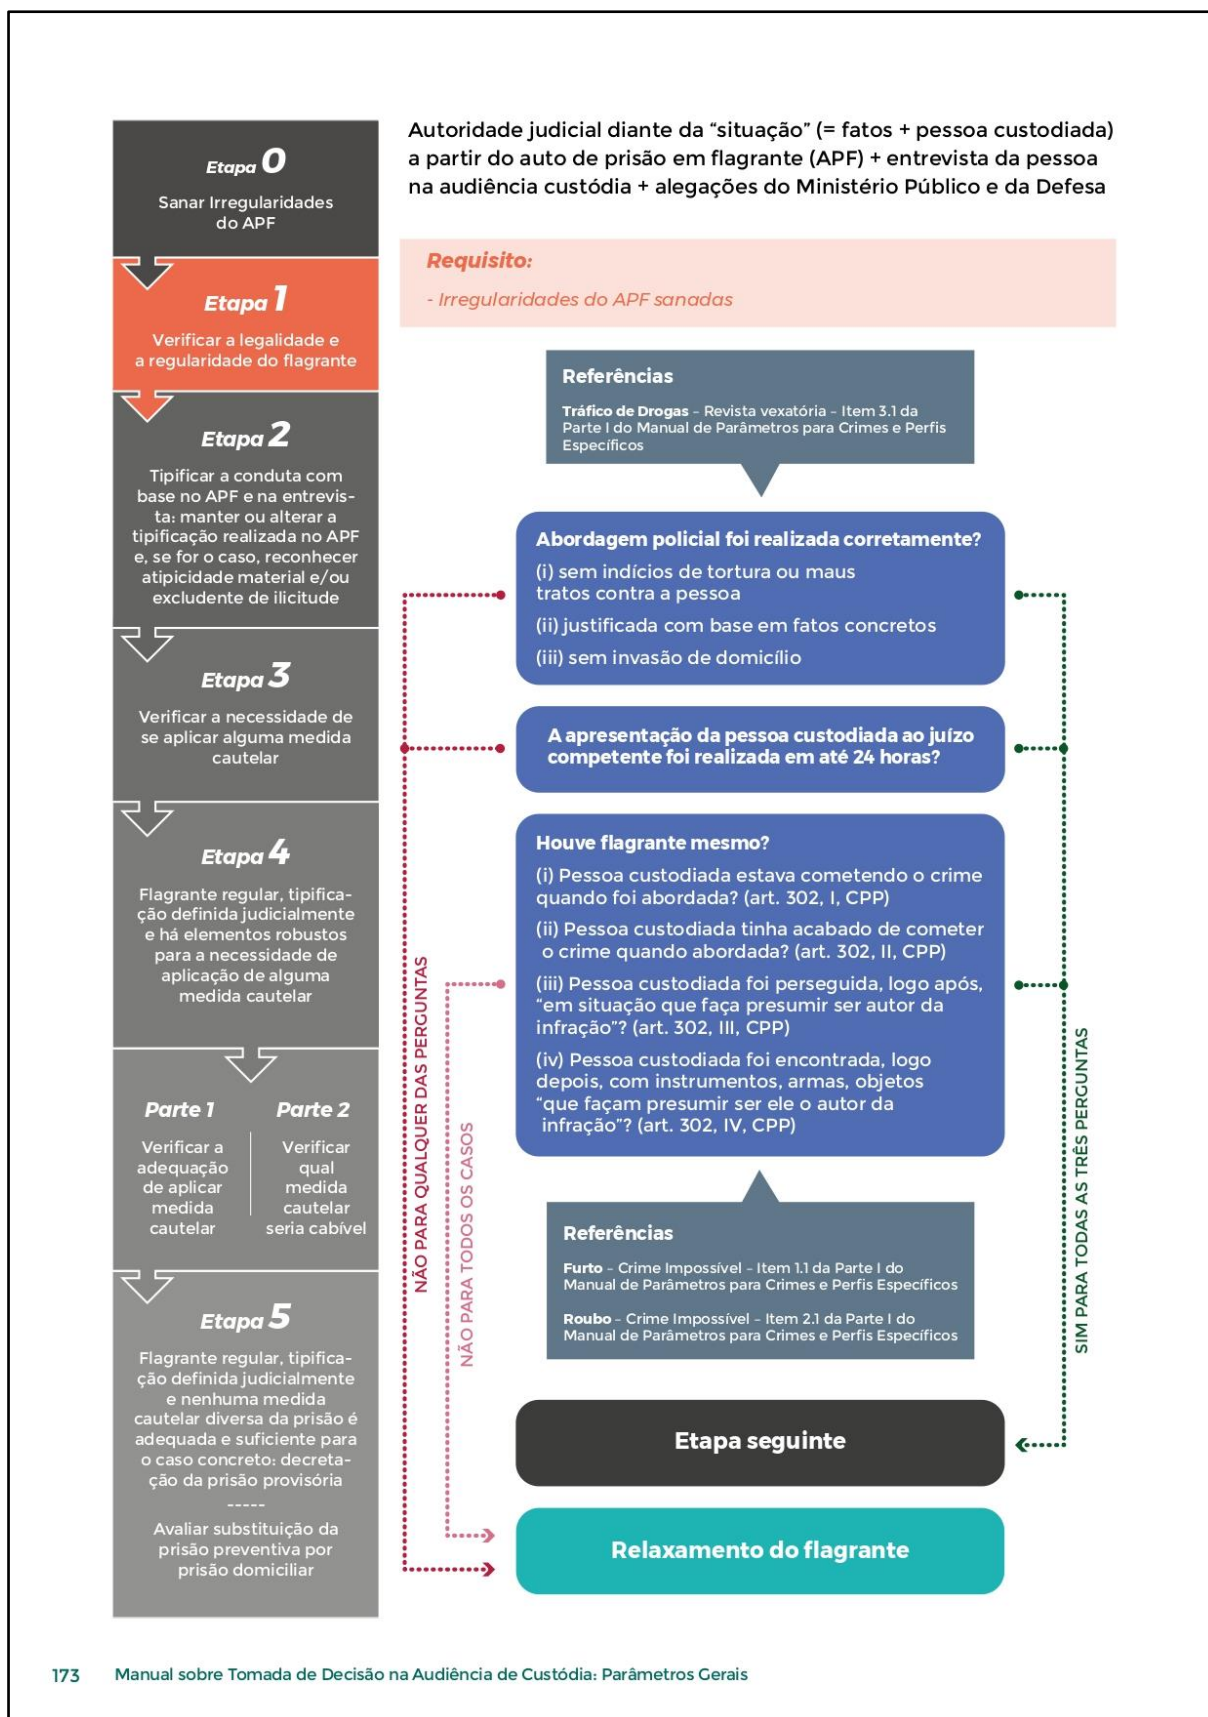 Etapa 0
Sanar Irregularidades
do APF
Etapa 1
Verificar a legalidade e
a regularidade do flagrante
Etapa 2
Tipificar a conduta com
base no APF e na entrevis-
ta: manter ou alterar a
tipificação realizada no APF
e, se for o caso, reconhecer
atipicidade material e/ou
excludente de ilicitude
Etapa 3
Verificar a necessidade de
se aplicar alguma medida
cautelar
Etapa 4
Flagrante regular, tipifica-
ção definida judicialmente
e há elementos robustos
para a necessidade de
aplicação de alguma
medida cautelar
Parte 1
Verificar a
adequação
de aplicar
medida
cautelar
Parte 2
Verificar
qual
medida
cautelar
seria cabível
Etapa 5
Flagrante regular, tipifica-
ção definida judicialmente
e nenhuma medida
cautelar diversa da prisão é
adequada e suficiente para
o caso concreto: decreta-
ção da prisão provisória
-----
Avaliar substituição da
prisão preventiva por
prisão domiciliar
Autoridade judicial diante da “situação” (= fatos + pessoa custodiada)
a partir do auto de prisão em flagrante (APF) + entrevista da pessoa
na audiência custódia + alegações do Ministério Público e da Defesa
Requisito:
- Irregularidades do APF sanadas
Referências
Tráfico de Drogas – Revista vexatória – Item 3.1 da
Parte I do Manual de Parâmetros para Crimes e Perfis
Específicos
Abordagem policial foi realizada corretamente?
(i) sem indícios de tortura ou maus
tratos contra a pessoa
(ii) justificada com base em fatos concretos
(iii) sem invasão de domicílio
A apresentação da pessoa custodiada ao juízo
competente foi realizada em até 24 horas?
Houve flagrante mesmo?
(i) Pessoa custodiada estava cometendo o crime
quando foi abordada? (art. 302, I, CPP)
(ii) Pessoa custodiada tinha acabado de cometer
o crime quando abordada? (art. 302, II, CPP)
(iii) Pessoa custodiada foi perseguida, logo após,
“em situação que faça presumir ser autor da
infração”? (art. 302, III, CPP)
(iv) Pessoa custodiada foi encontrada, logo
depois, com instrumentos, armas, objetos
“que façam presumir ser ele o autor da
infração”? (art. 302, IV, CPP)
Referências
Furto – Crime Impossível – Item 1.1 da Parte I do
Manual de Parâmetros para Crimes e Perfis Específicos
Roubo – Crime Impossível – Item 2.1 da Parte I do
Manual de Parâmetros para Crimes e Perfis Específicos
NÃO PARA QUALQUER DAS PERGUNTAS
NÃO PARA TODOS OS CASOS
SIM PARA TODAS AS TRÊS PERGUNTAS
Etapa seguinte
Relaxamento do flagrante
173 Manual sobre Tomada de Decisão na Audiência de Custódia: Parâmetros Gerais